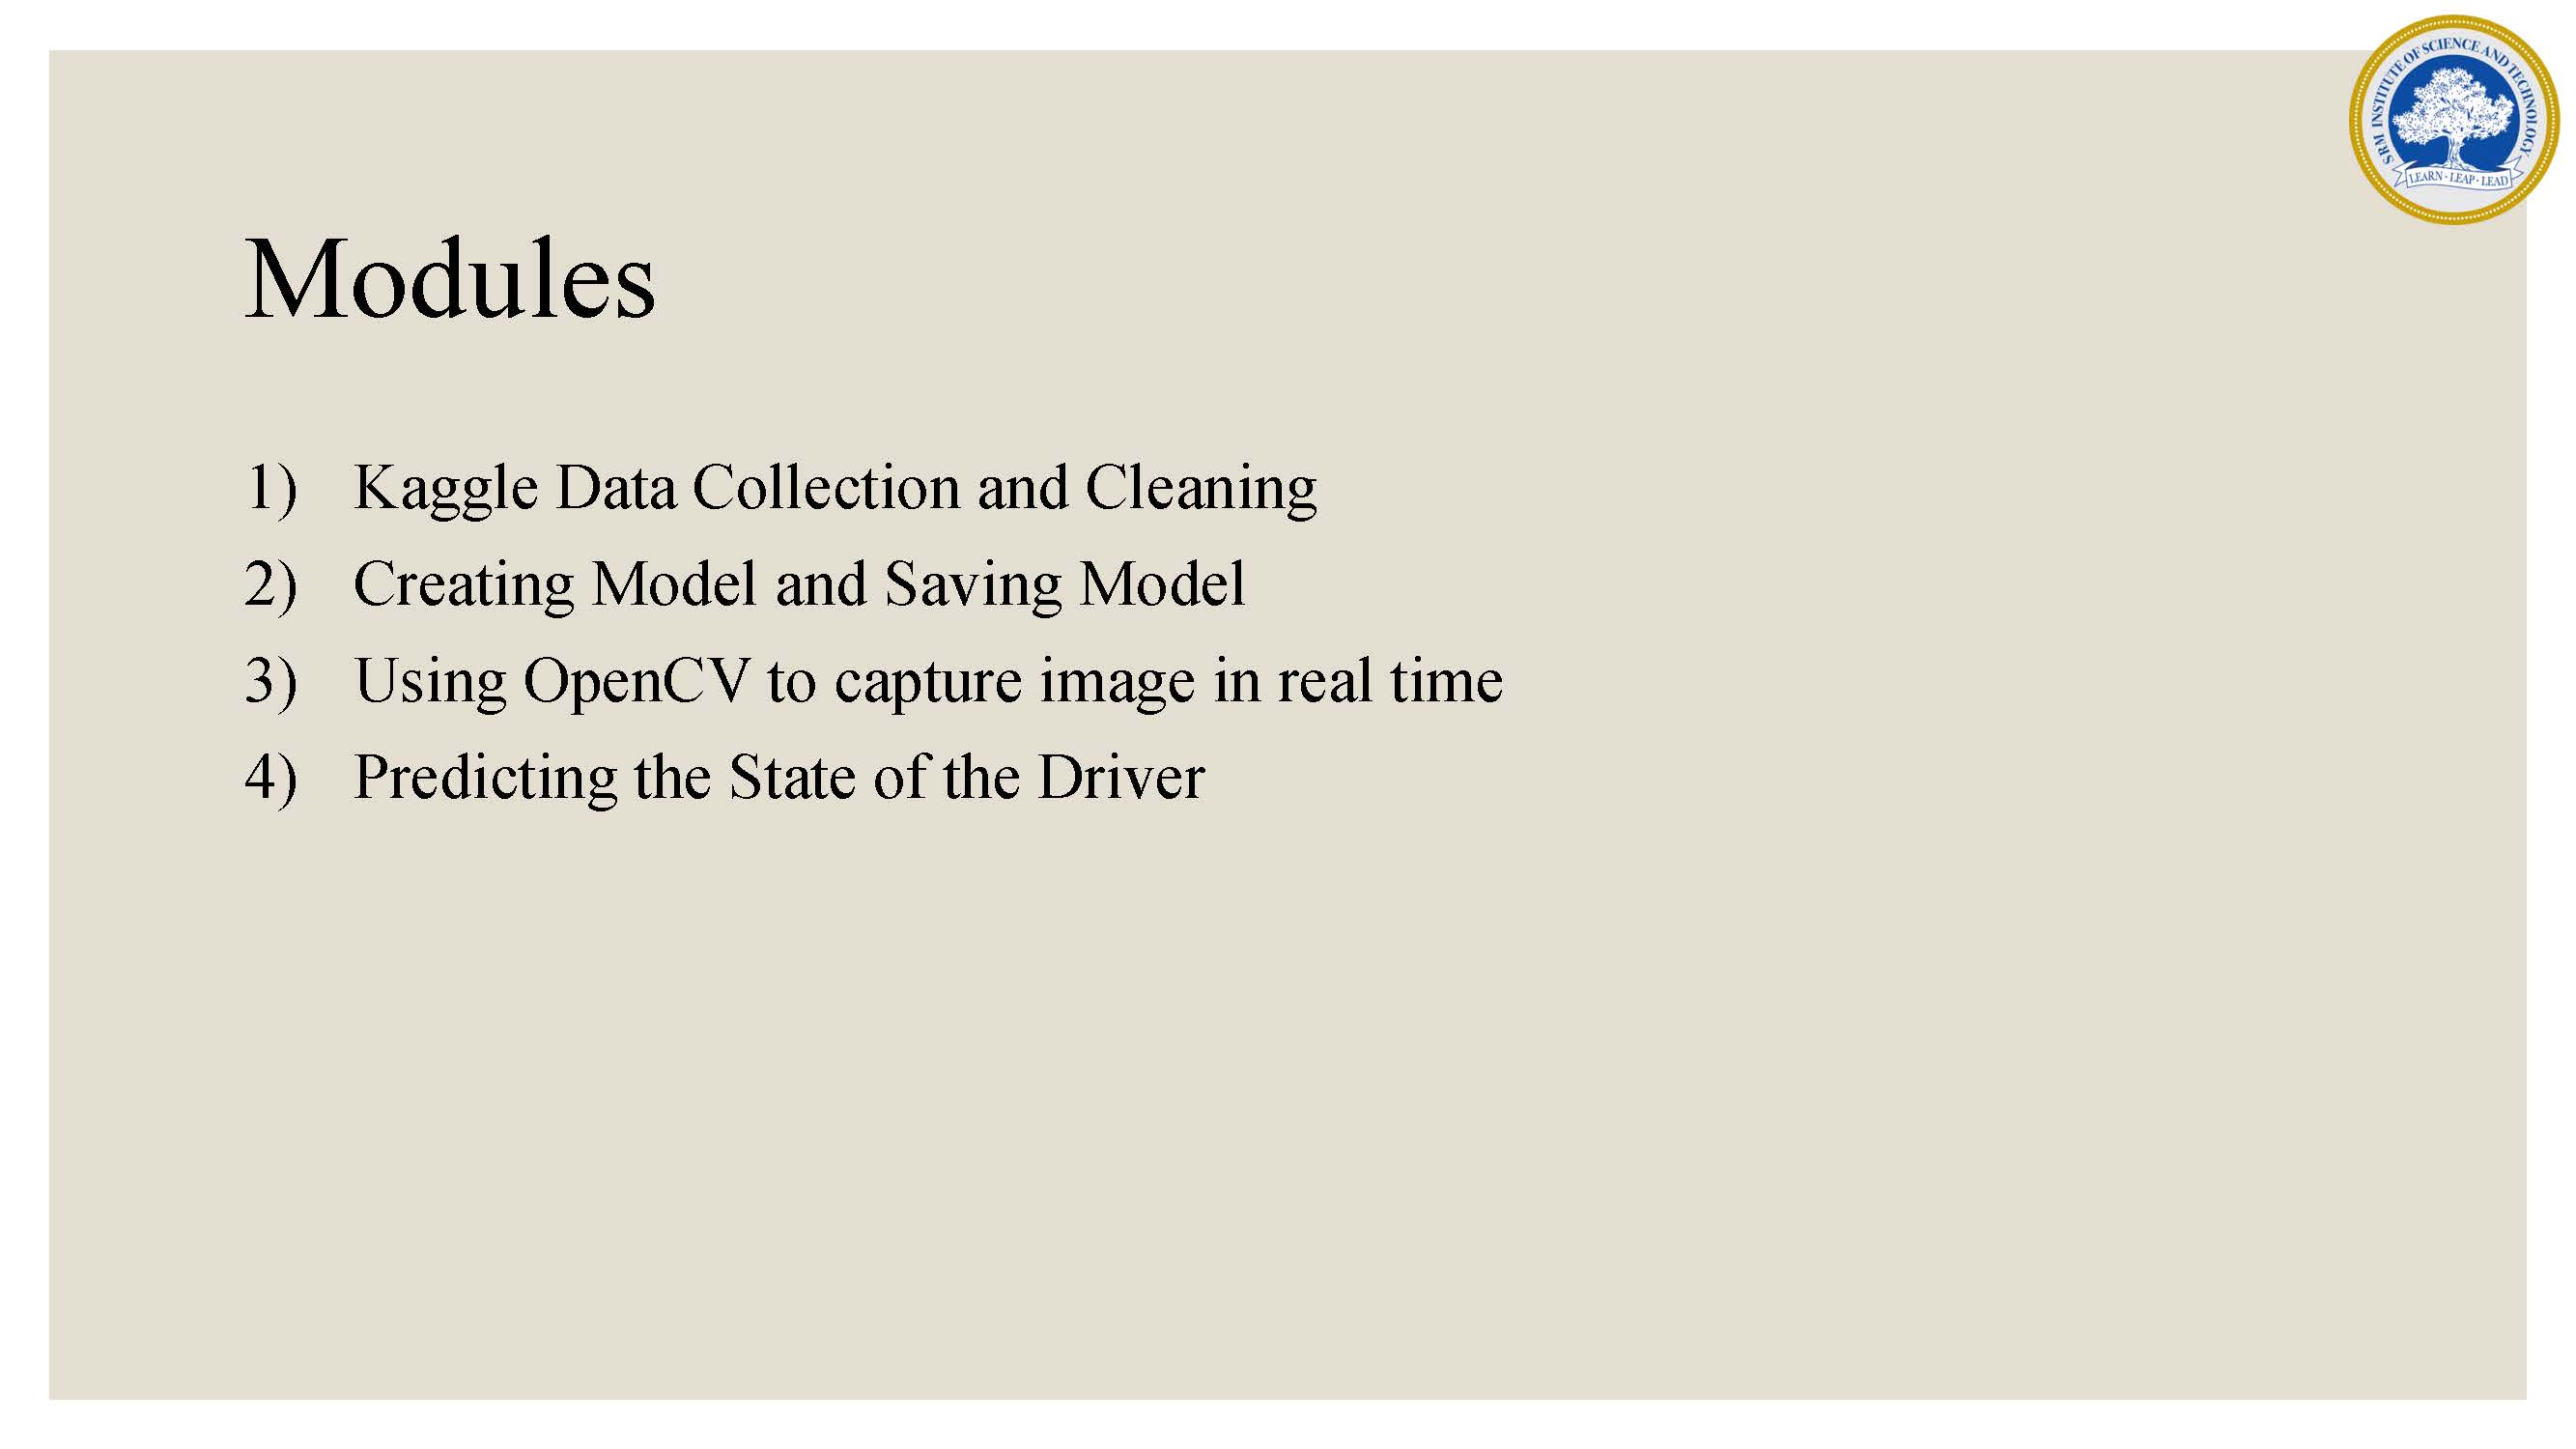 SRM INSTITUTE OF SCIENCE AND TECHNOLOGY
LEARN · LEAP · LEAD
Modules
1) Kaggle Data Collection and Cleaning
2) Creating Model and Saving Model
3) Using OpenCV to capture image in real time
4) Predicting the State of the Driver